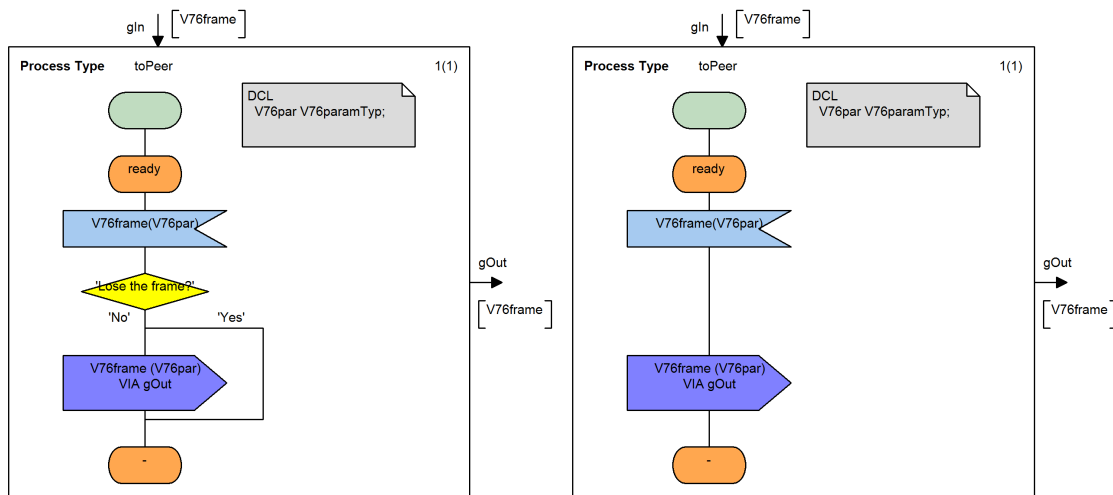 gIn
V76frame
Process Type toPeer 1(1)
DCL
V76par V76paramTyp;
ready
V76frame(V76par)
'Lose the frame?'
'No' 'Yes'
V76frame (V76par)
VIA gOut
-
gOut
V76frame
gIn
V76frame
Process Type toPeer 1(1)
DCL
V76par V76paramTyp;
ready
V76frame(V76par)
V76frame (V76par)
VIA gOut
-
gOut
V76frame